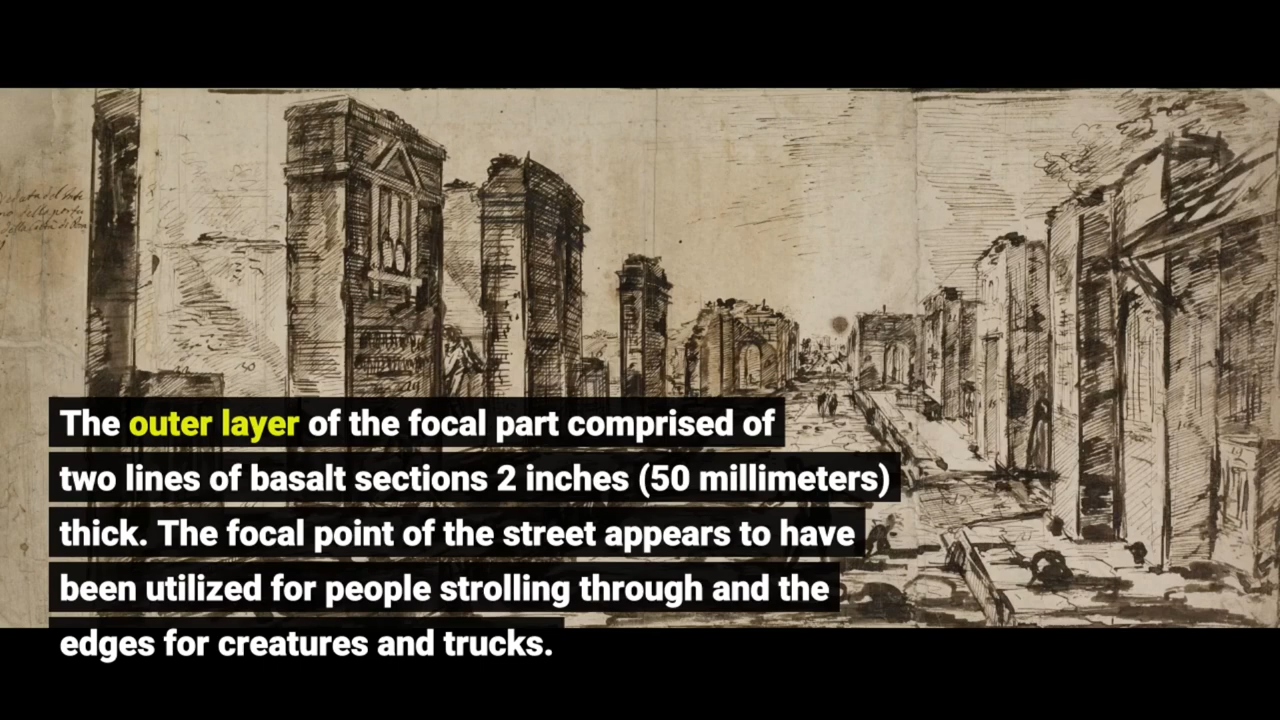 The outer layer of the focal part comprised of
two lines of basalt sections 2 inches (50 millimeters)
thick. The focal point of the street appears to have
been utilized for people strolling through and the
edges for creatures and trucks.